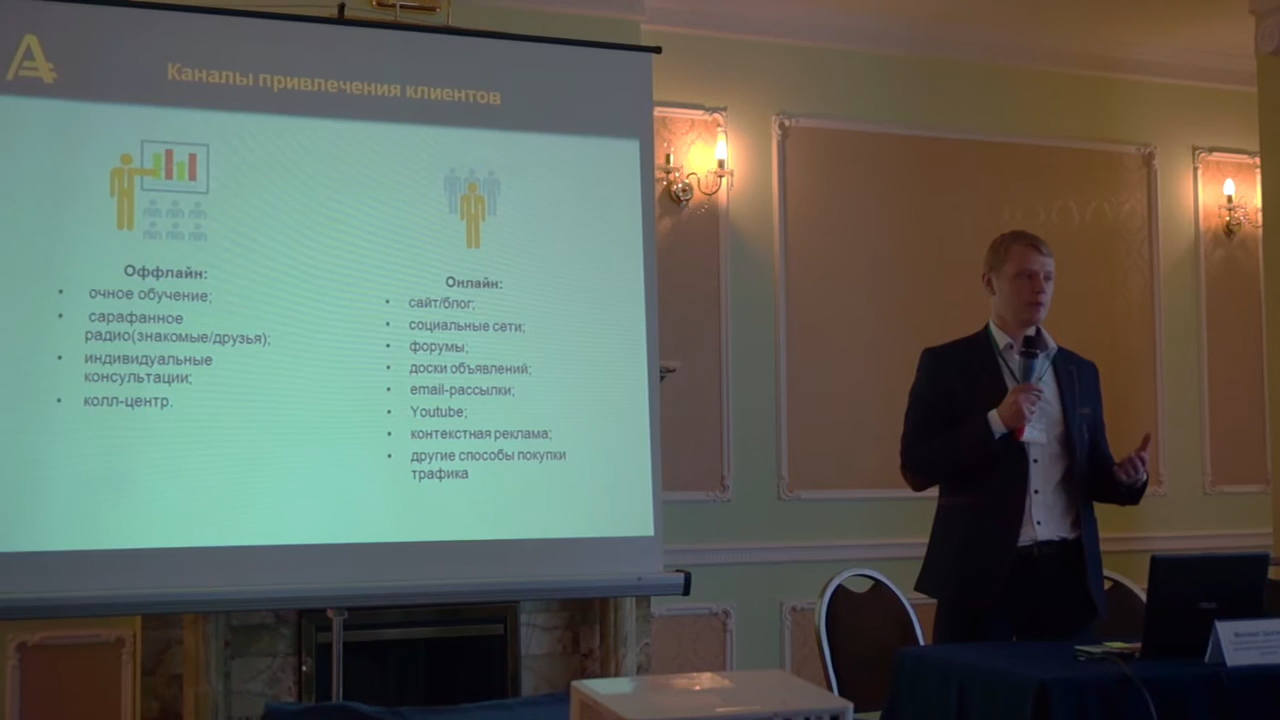 Каналы привлечения клиентов
Оффлайн:
• очное обучение;
• сарафанное
радио(знакомые/друзья);
• индивидуальные
консультации;
• колл-центр.
Онлайн:
• сайт/блог;
• социальные сети;
• форумы;
• доски объявлений;
• email-рассылки;
• Youtube;
• контекстная реклама;
• другие способы покупки
трафика